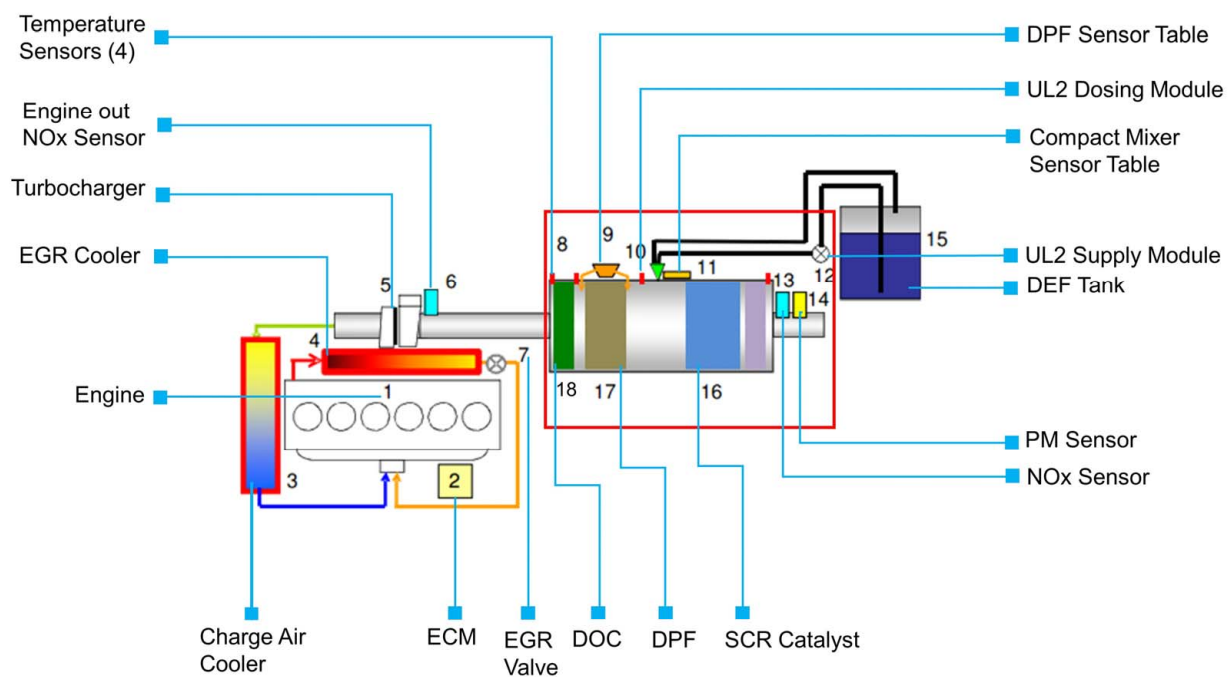 Temperature
Sensors (4)
DPF Sensor Table
UL2 Dosing Module
Engine out
NOx Sensor
Compact Mixer
Sensor Table
Turbocharger
EGR Cooler
UL2 Supply Module
DEF Tank
Engine
PM Sensor
NOx Sensor
8
9
10
11
12
15
5
6
13
14
4
7
1
18
17
16
3
2
Charge Air
Cooler
ECM
EGR
Valve
DOC
DPF
SCR Catalyst